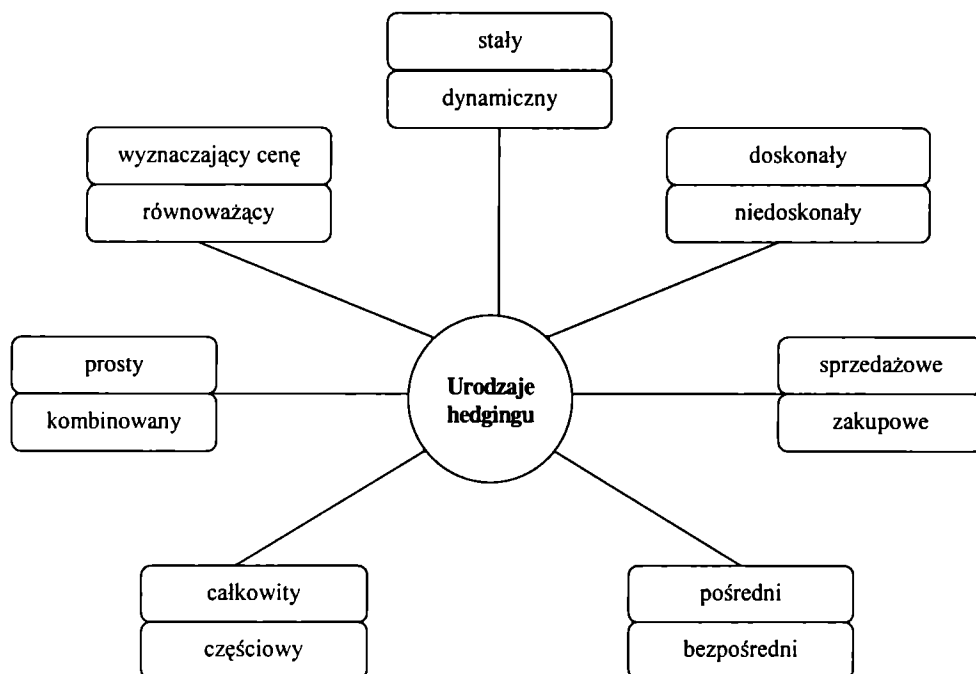 stały
dynamiczny
wyznaczający cenę
równoważący
doskonały
niedoskonały
prosty
kombinowany
Urodzaje
hedgingu
sprzedażowe
zakupowe
całkowity
częściowy
pośredni
bezpośredni